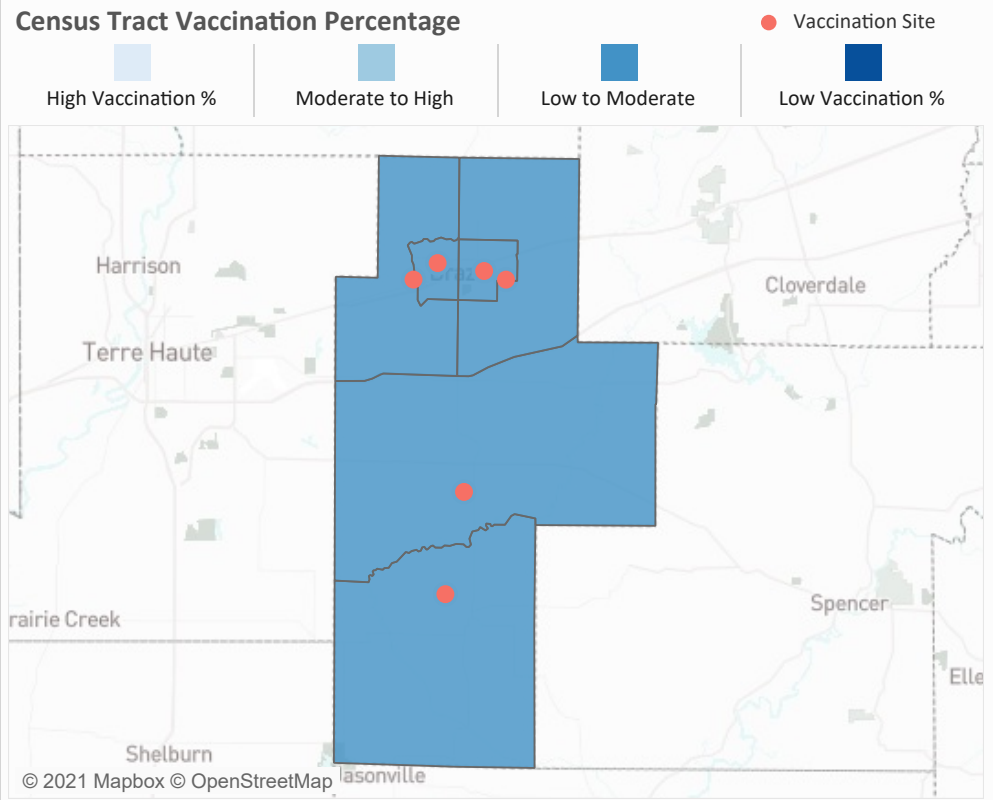 Census Tract Vaccination Percentage
Vaccination Site
High Vaccination %
Moderate to High
Low to Moderate
Low Vaccination %
Harrison
Braz
Cloverdale
Terre Haute
Spencer
rairie Creek
Elle
Shelburn
asonville
© 2021 Mapbox © OpenStreetMap